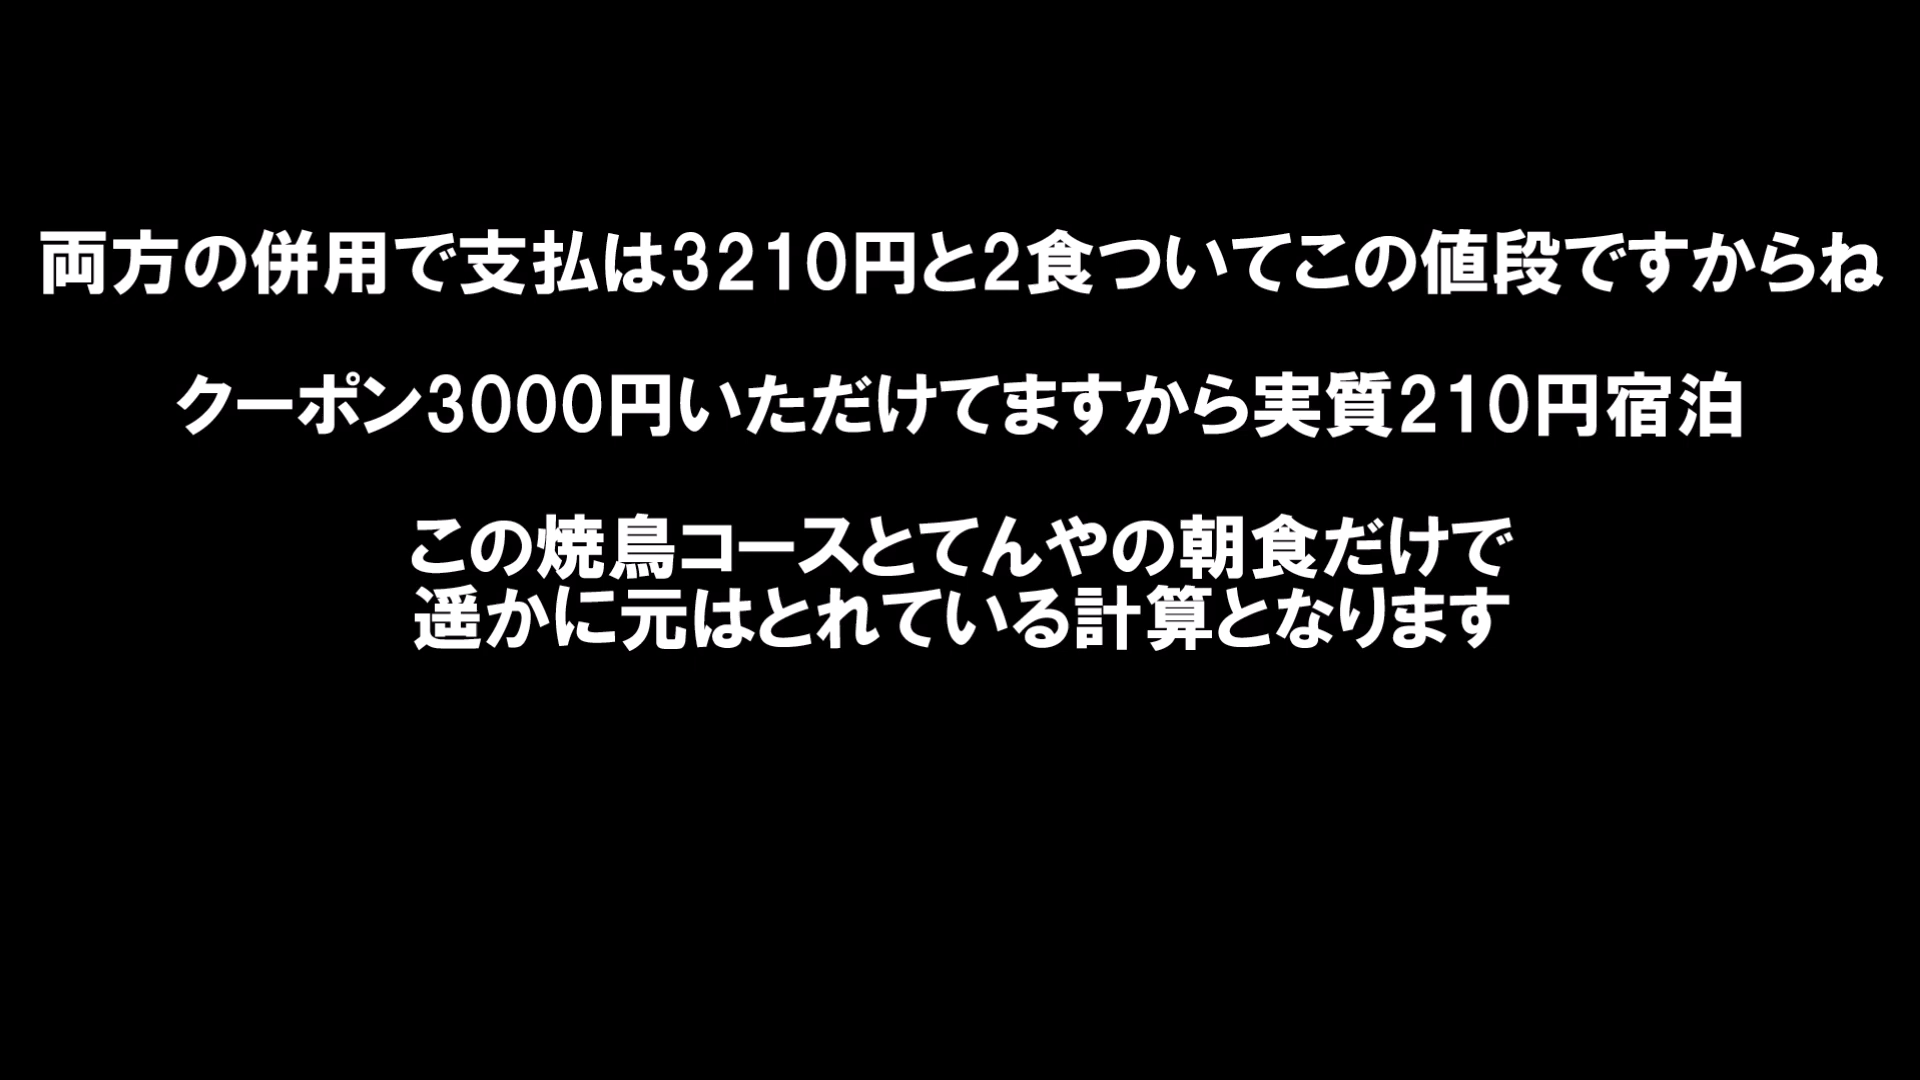 両方の併用で支払は3210円と2食ついてこの値段ですからね
クーポン3000円いただけてますから実質210円宿泊
この焼鳥コースとてんやの朝食だけで
遥かに元はとれている計算となります